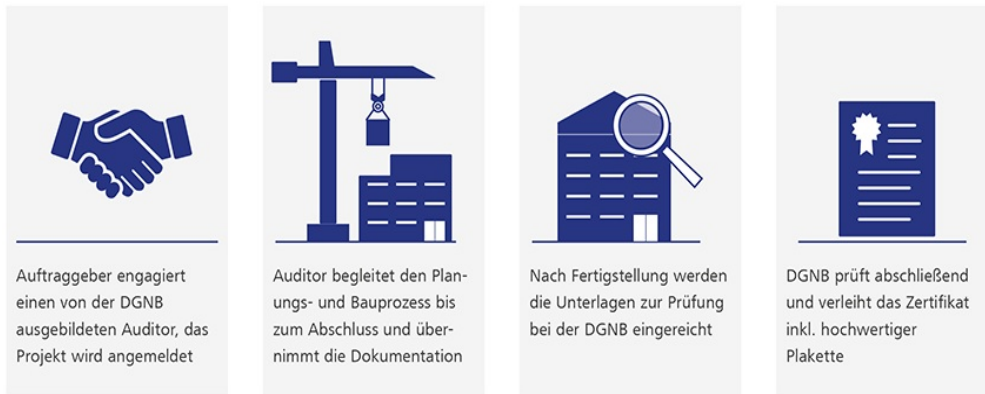 Auftraggeber engagiert
einen von der DGNB
ausgebildeten Auditor, das
Projekt wird angemeldet
Auditor begleitet den Plan-
ungs- und Bauprozess bis
zum Abschluss und über-
nimmt die Dokumentation
Nach Fertigstellung werden
die Unterlagen zur Prüfung
bei der DGNB eingereicht
DGNB prüft abschließend
und verleiht das Zertifikat
inkl. hochwertiger
Plakette